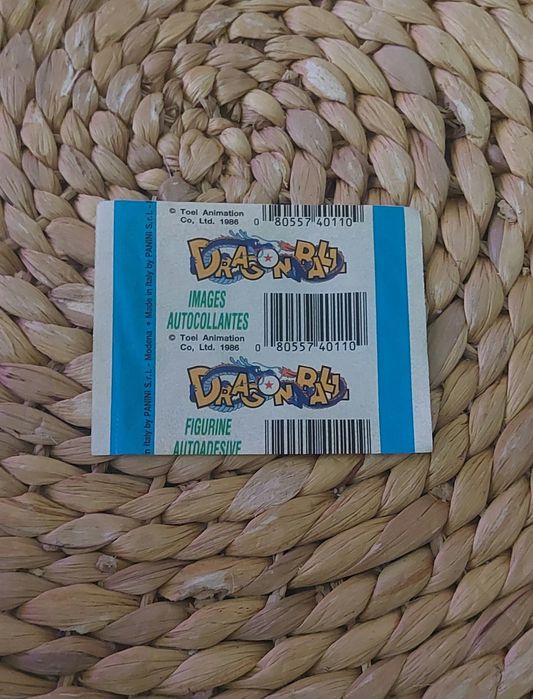 © Toei Animation
Co, Ltd. 1986
0 80557 40110
DRAGON BALL
IMAGES
AUTOCOLLANTES
© Toei Animation
Co, Ltd. 1986
0 80557 40110
DRAGON BALL
FIGURINE
AUTOADESIVE
n Italy by PANINI S.r.L - Modena • Made in Italy by PANINI S.r.L -